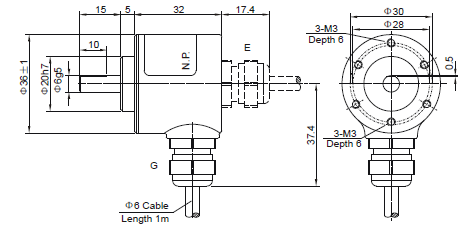 15
5
32
17.4
10
Φ36±1
Φ20h7
Φ6g5
N.P.
E
G
37.4
Φ6 Cable
Length 1m
Φ30
3-M3
Φ28
Depth 6
0.5
3-M3
Depth 6